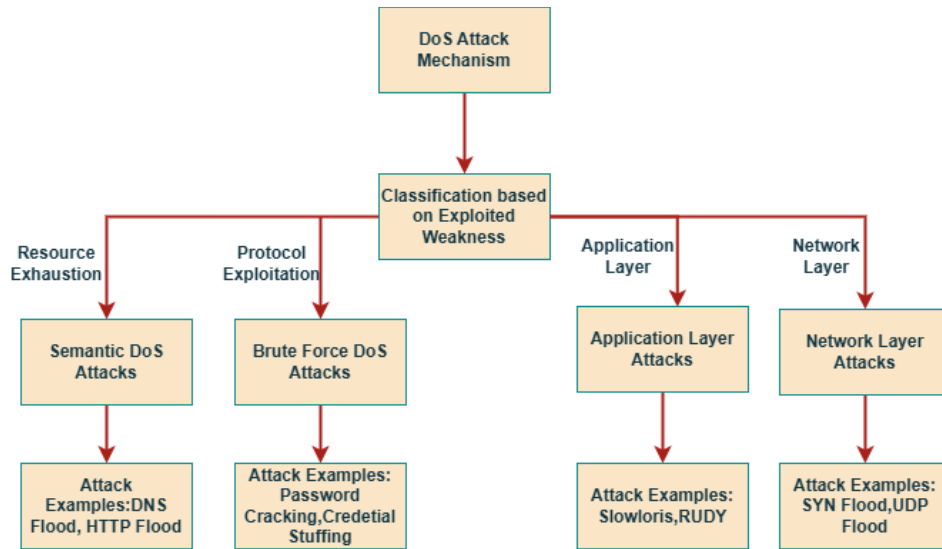 DoS Attack
Mechanism
Classification based
on Exploited
Weakness
Resource
Exhaustion
Protocol
Exploitation
Application
Layer
Network
Layer
Semantic DoS
Attacks
Brute Force DoS
Attacks
Application Layer
Attacks
Network Layer
Attacks
Attack
Examples:DNS
Flood, HTTP Flood
Attack Examples:
Password
Cracking,Credetial
Stuffing
Attack Examples:
Slowloris,RUDY
Attack Examples:
SYN Flood,UDP
Flood